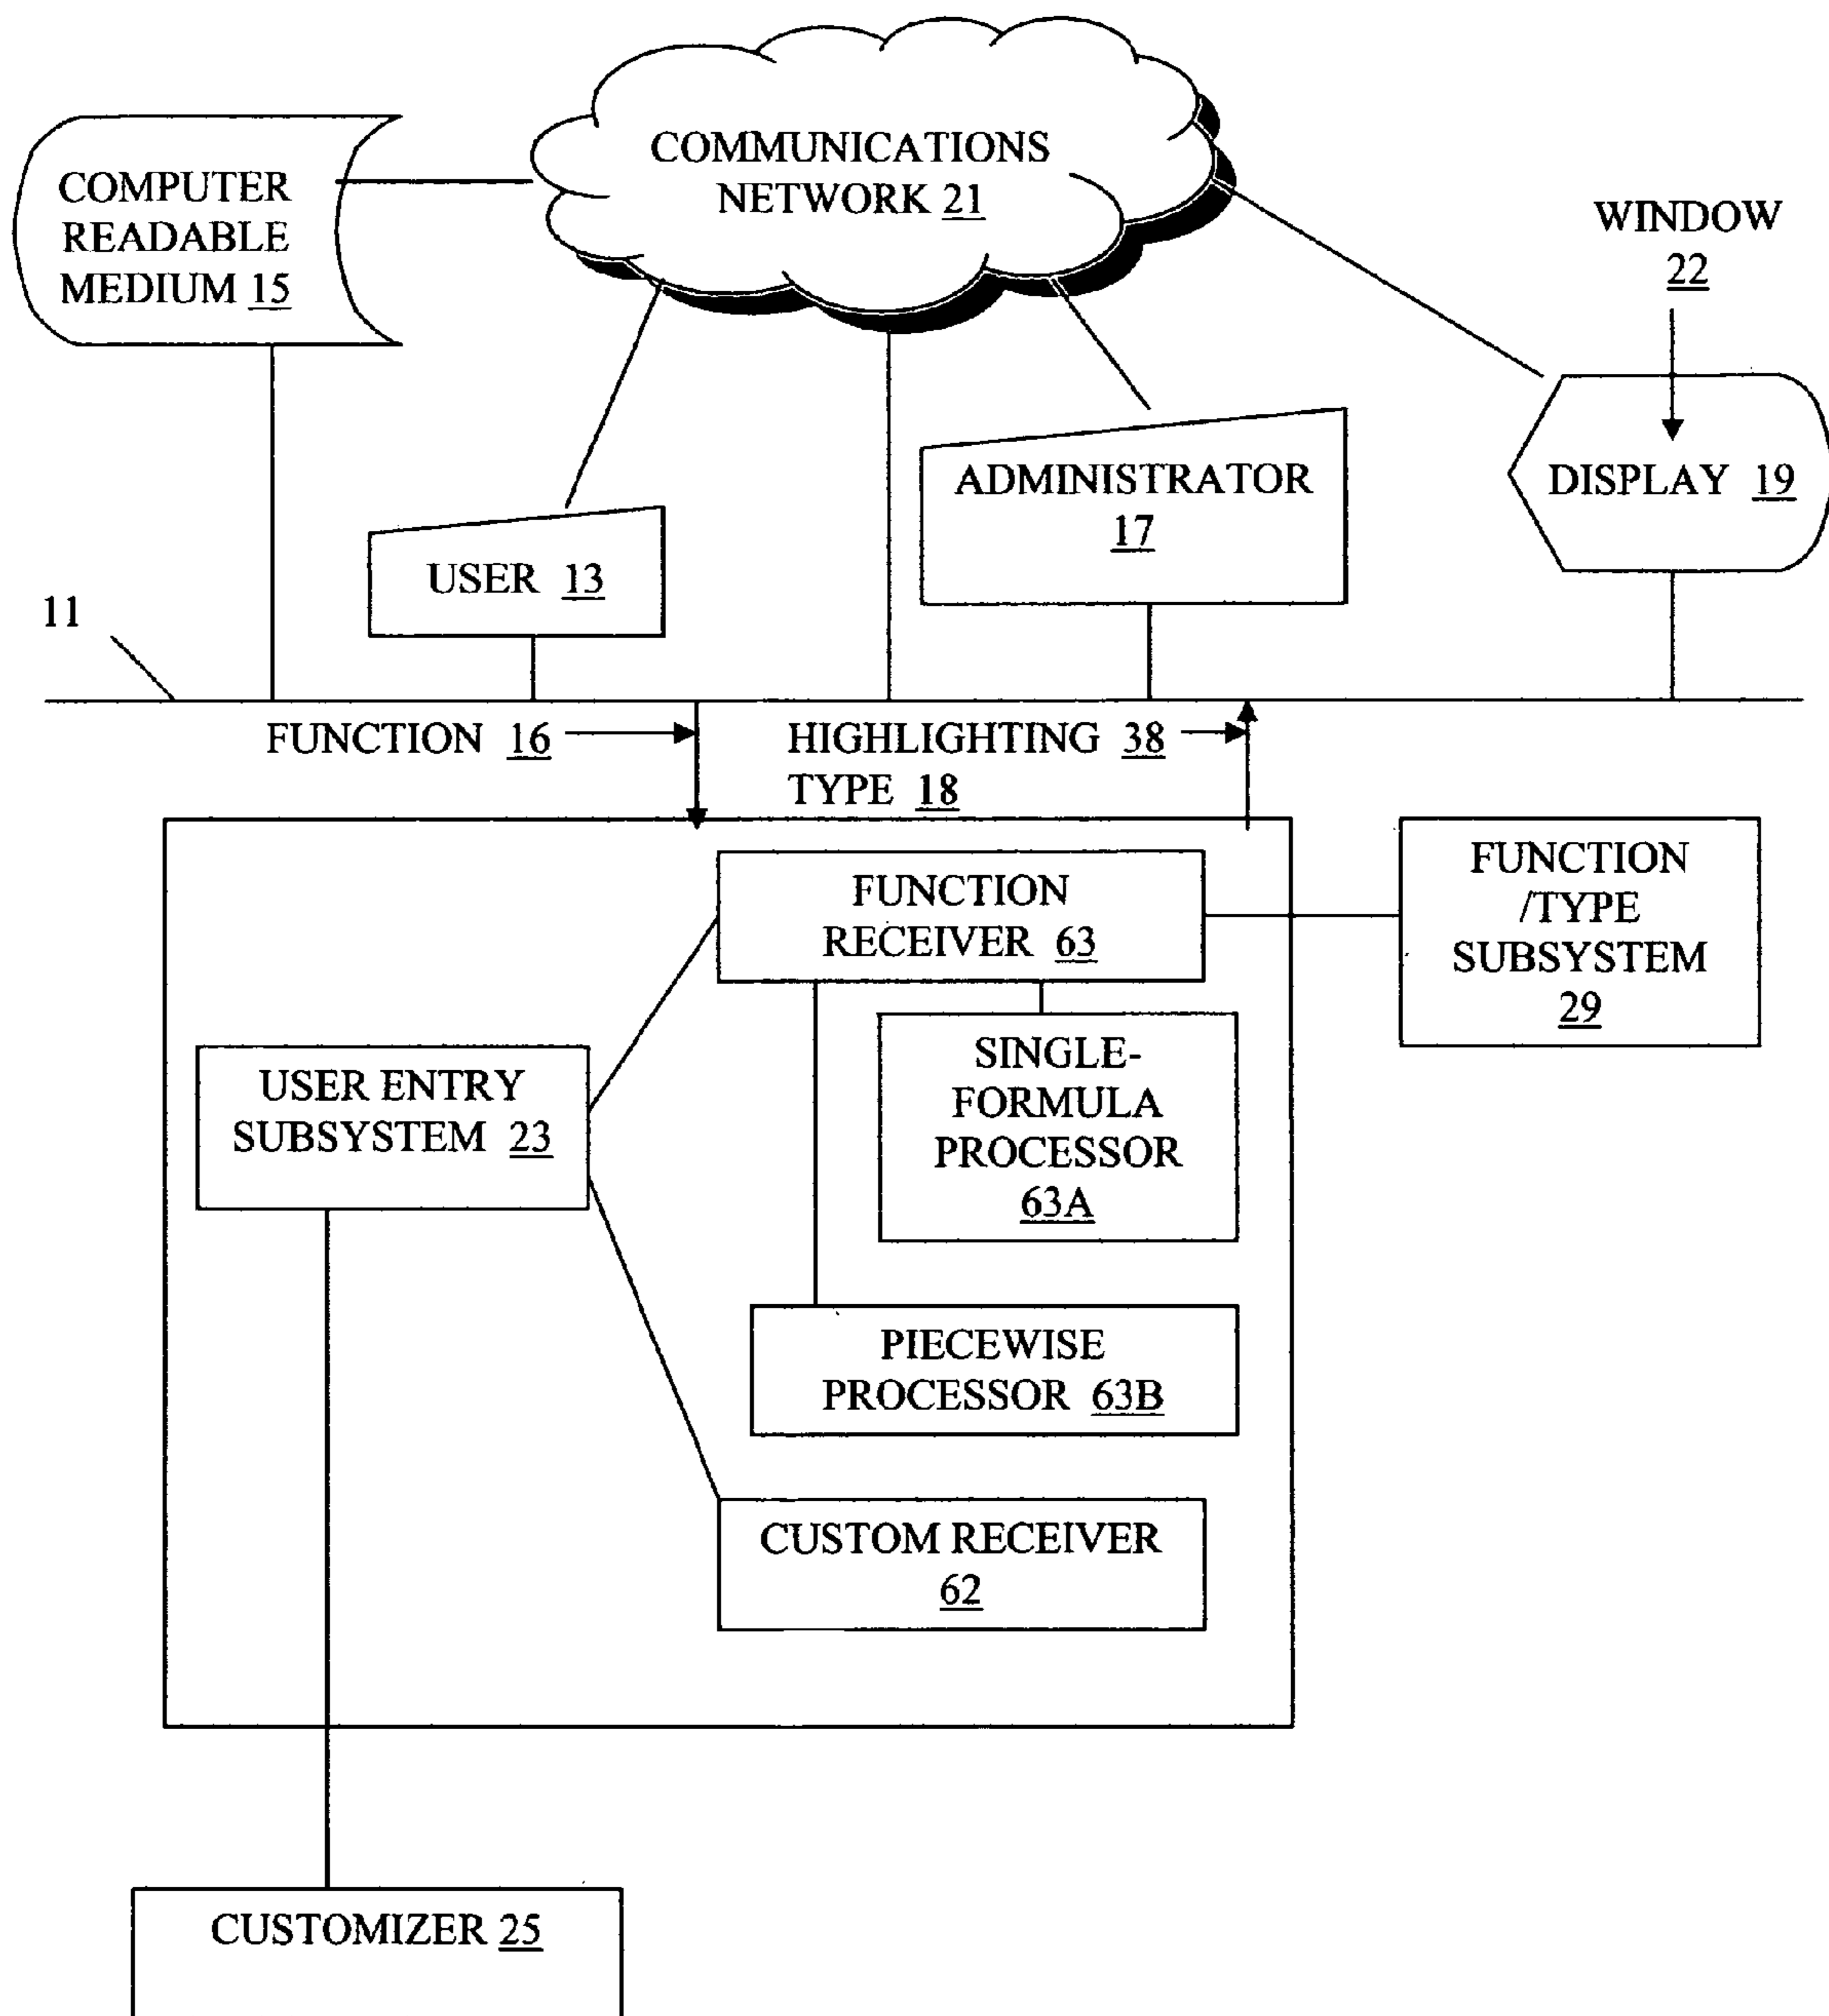 COMMUNICATIONS
NETWORK 21
COMPUTER
READABLE
MEDIUM 15
WINDOW
22
ADMINISTRATOR
17
DISPLAY 19
USER 13
11
FUNCTION 16
HIGHLIGHTING 38
TYPE 18
FUNCTION
RECEIVER 63
FUNCTION
/TYPE
SUBSYSTEM
29
SINGLE-
FORMULA
PROCESSOR
63A
USER ENTRY
SUBSYSTEM 23
PIECEWISE
PROCESSOR 63B
CUSTOM RECEIVER
62
CUSTOMIZER 25